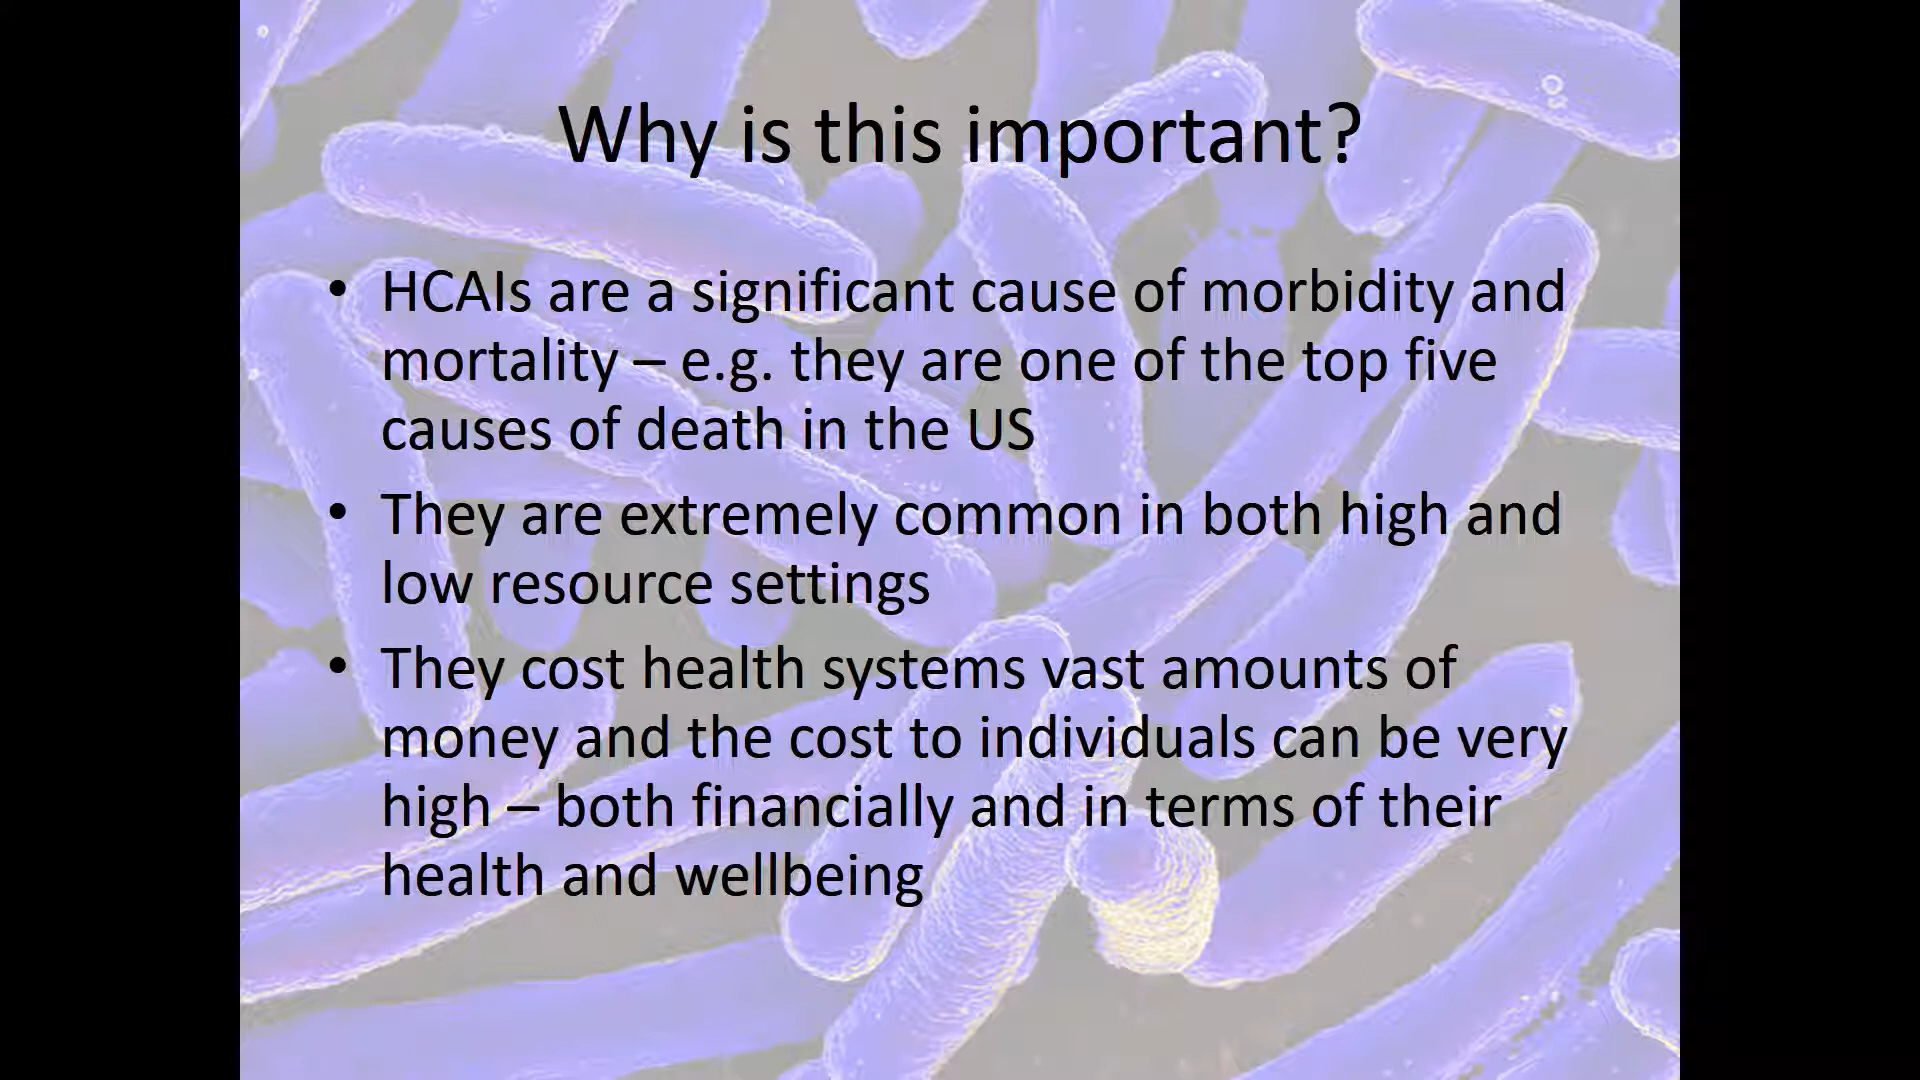 Why is this important?
• HCAIs are a significant cause of morbidity and
mortality – e.g. they are one of the top five
causes of death in the US
• They are extremely common in both high and
low resource settings
• They cost health systems vast amounts of
money and the cost to individuals can be very
high – both financially and in terms of their
health and wellbeing